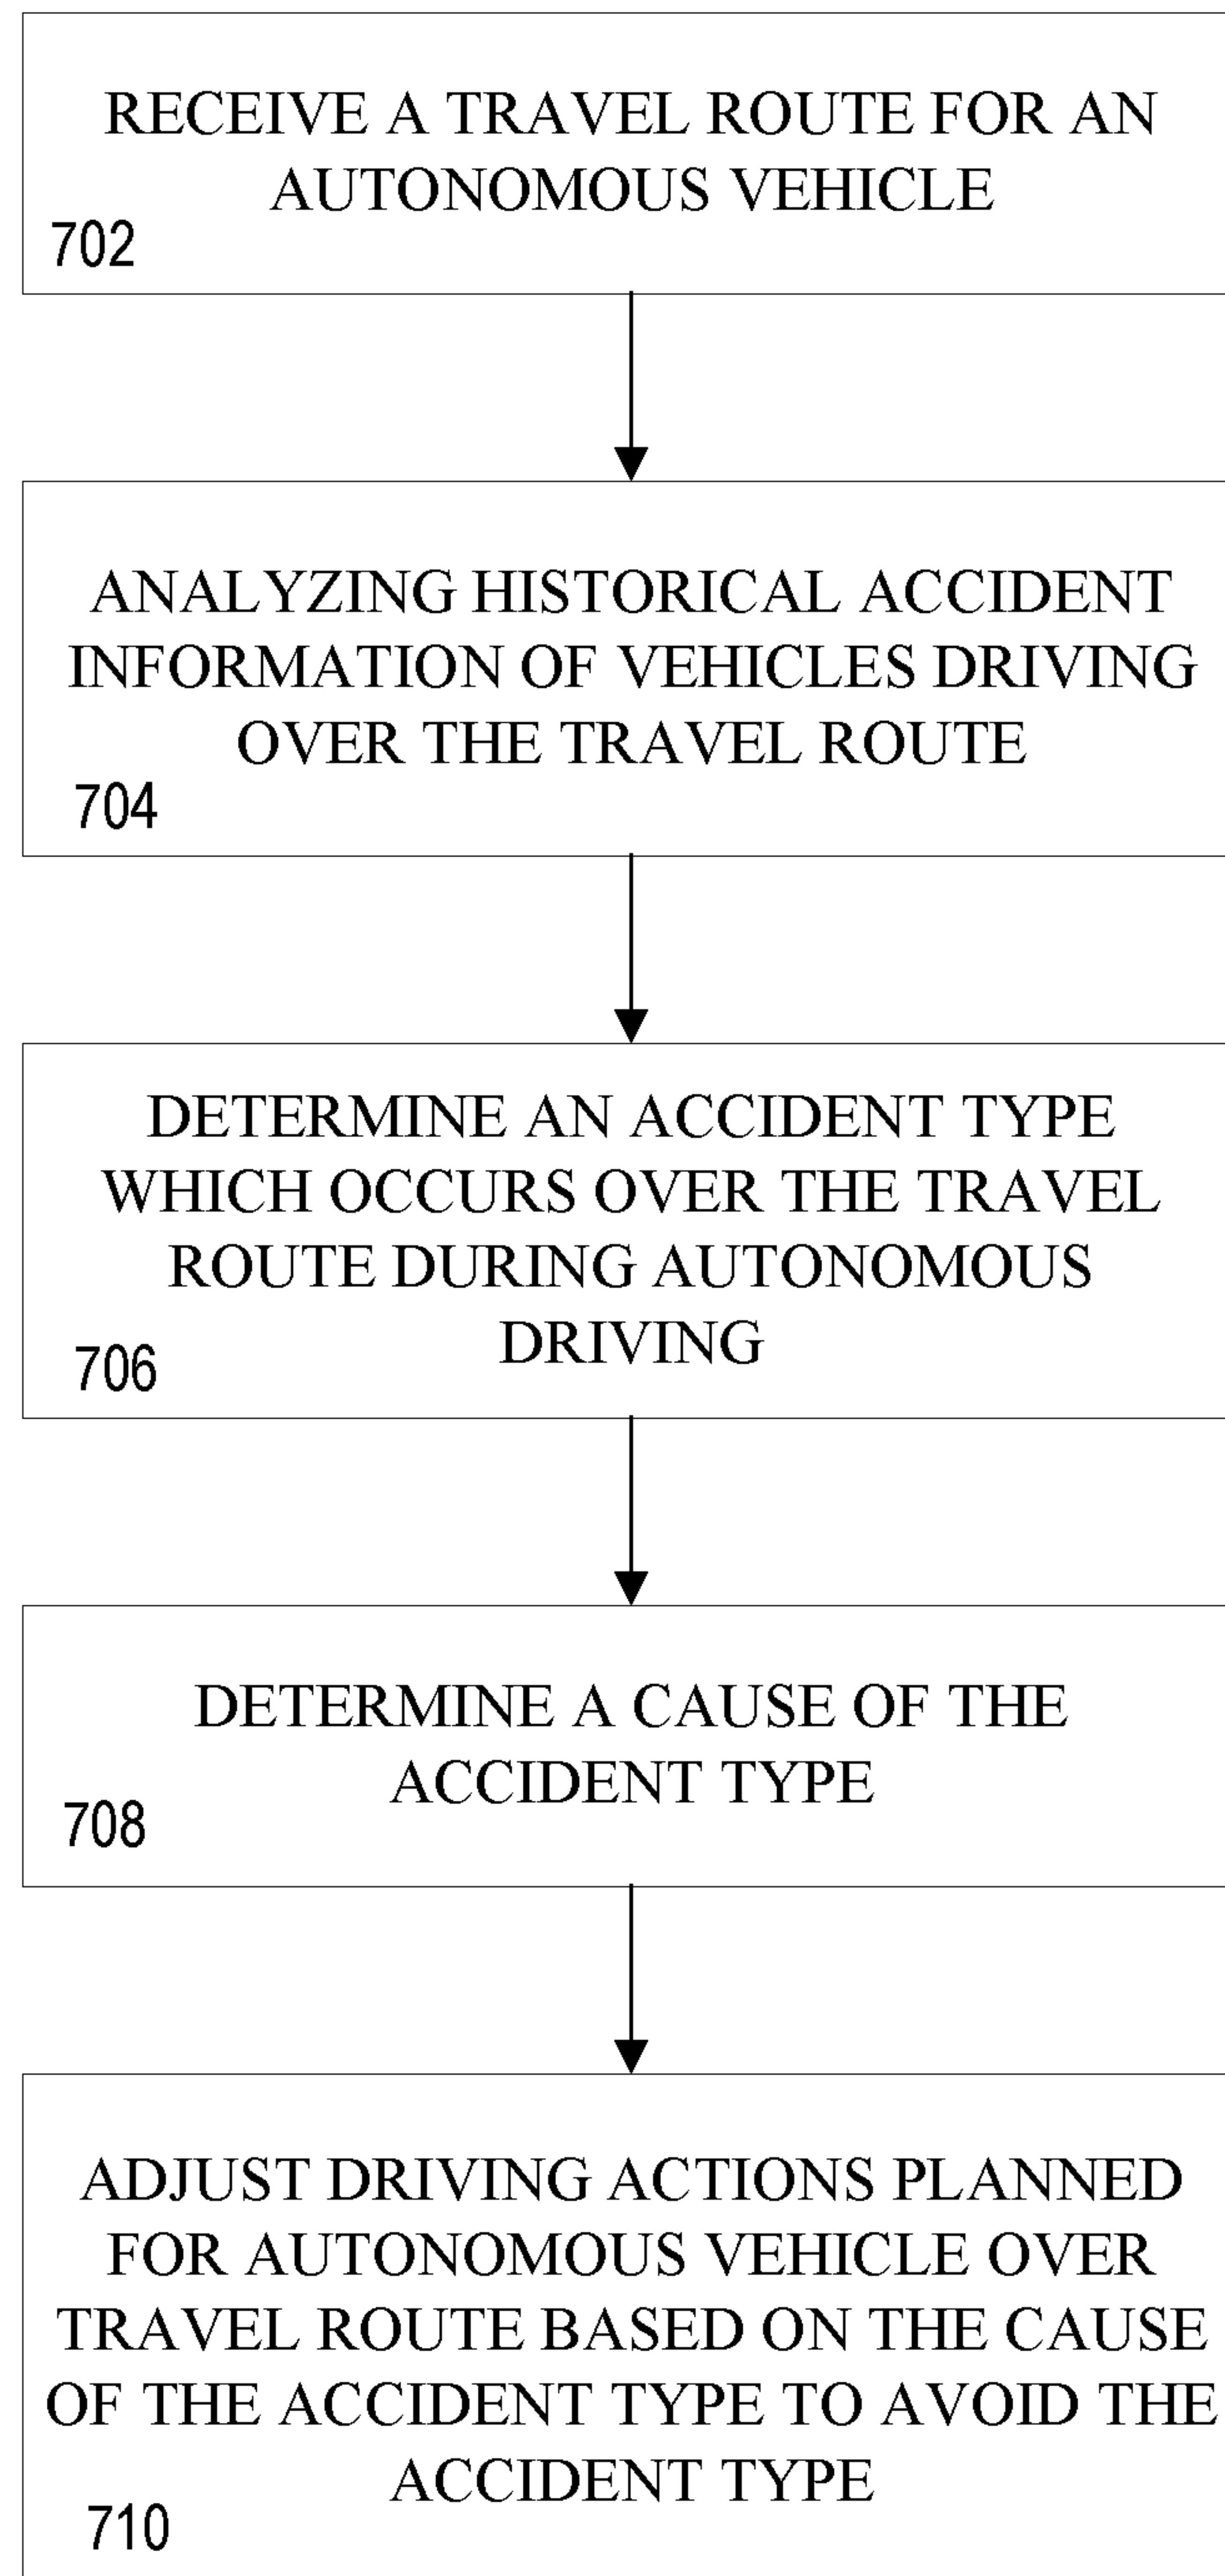 RECEIVE A TRAVEL ROUTE FOR AN
AUTONOMOUS VEHICLE
702
ANALYZING HISTORICAL ACCIDENT
INFORMATION OF VEHICLES DRIVING
OVER THE TRAVEL ROUTE
704
DETERMINE AN ACCIDENT TYPE
WHICH OCCURS OVER THE TRAVEL
ROUTE DURING AUTONOMOUS
DRIVING
706
DETERMINE A CAUSE OF THE
ACCIDENT TYPE
708
ADJUST DRIVING ACTIONS PLANNED
FOR AUTONOMOUS VEHICLE OVER
TRAVEL ROUTE BASED ON THE CAUSE
OF THE ACCIDENT TYPE TO AVOID THE
ACCIDENT TYPE
710